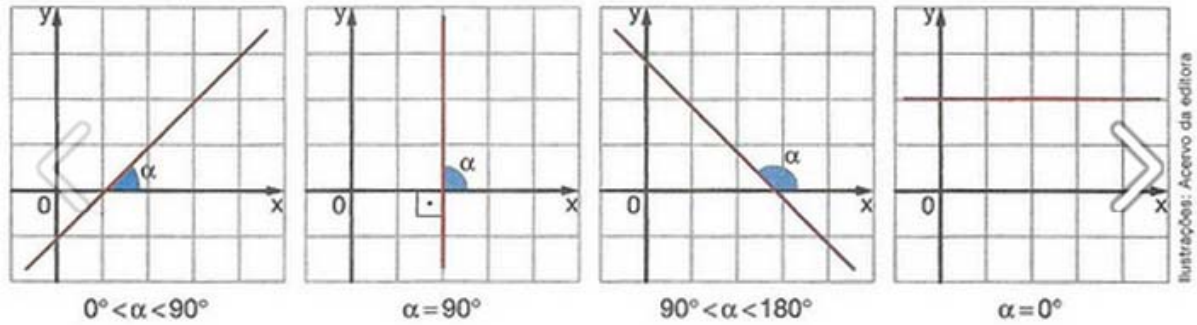 y
α
0
x
0°<α<90°
y
α
0
x
α=90°
y
α
0
x
90°<α<180°
y
0
x
α=0°
Ilustrações: Acervo da editora